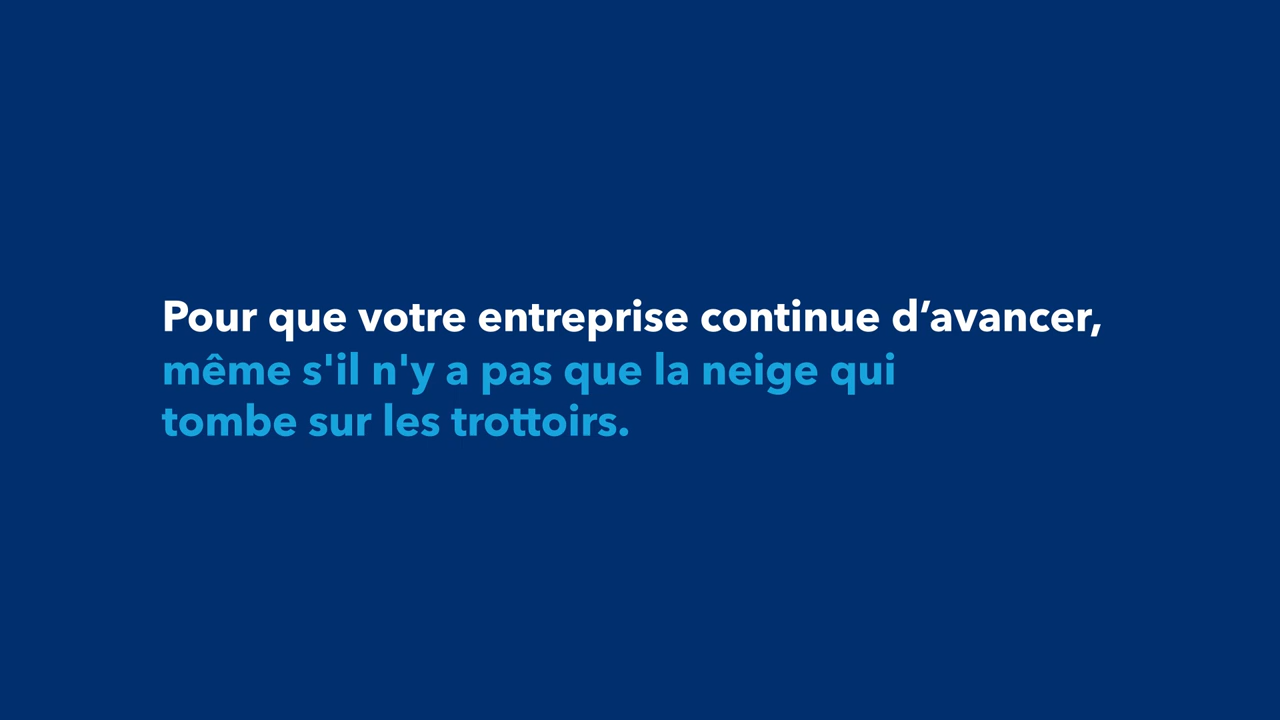 Pour que votre entreprise continue d’avancer,
même s'il n'y a pas que la neige qui
tombe sur les trottoirs.